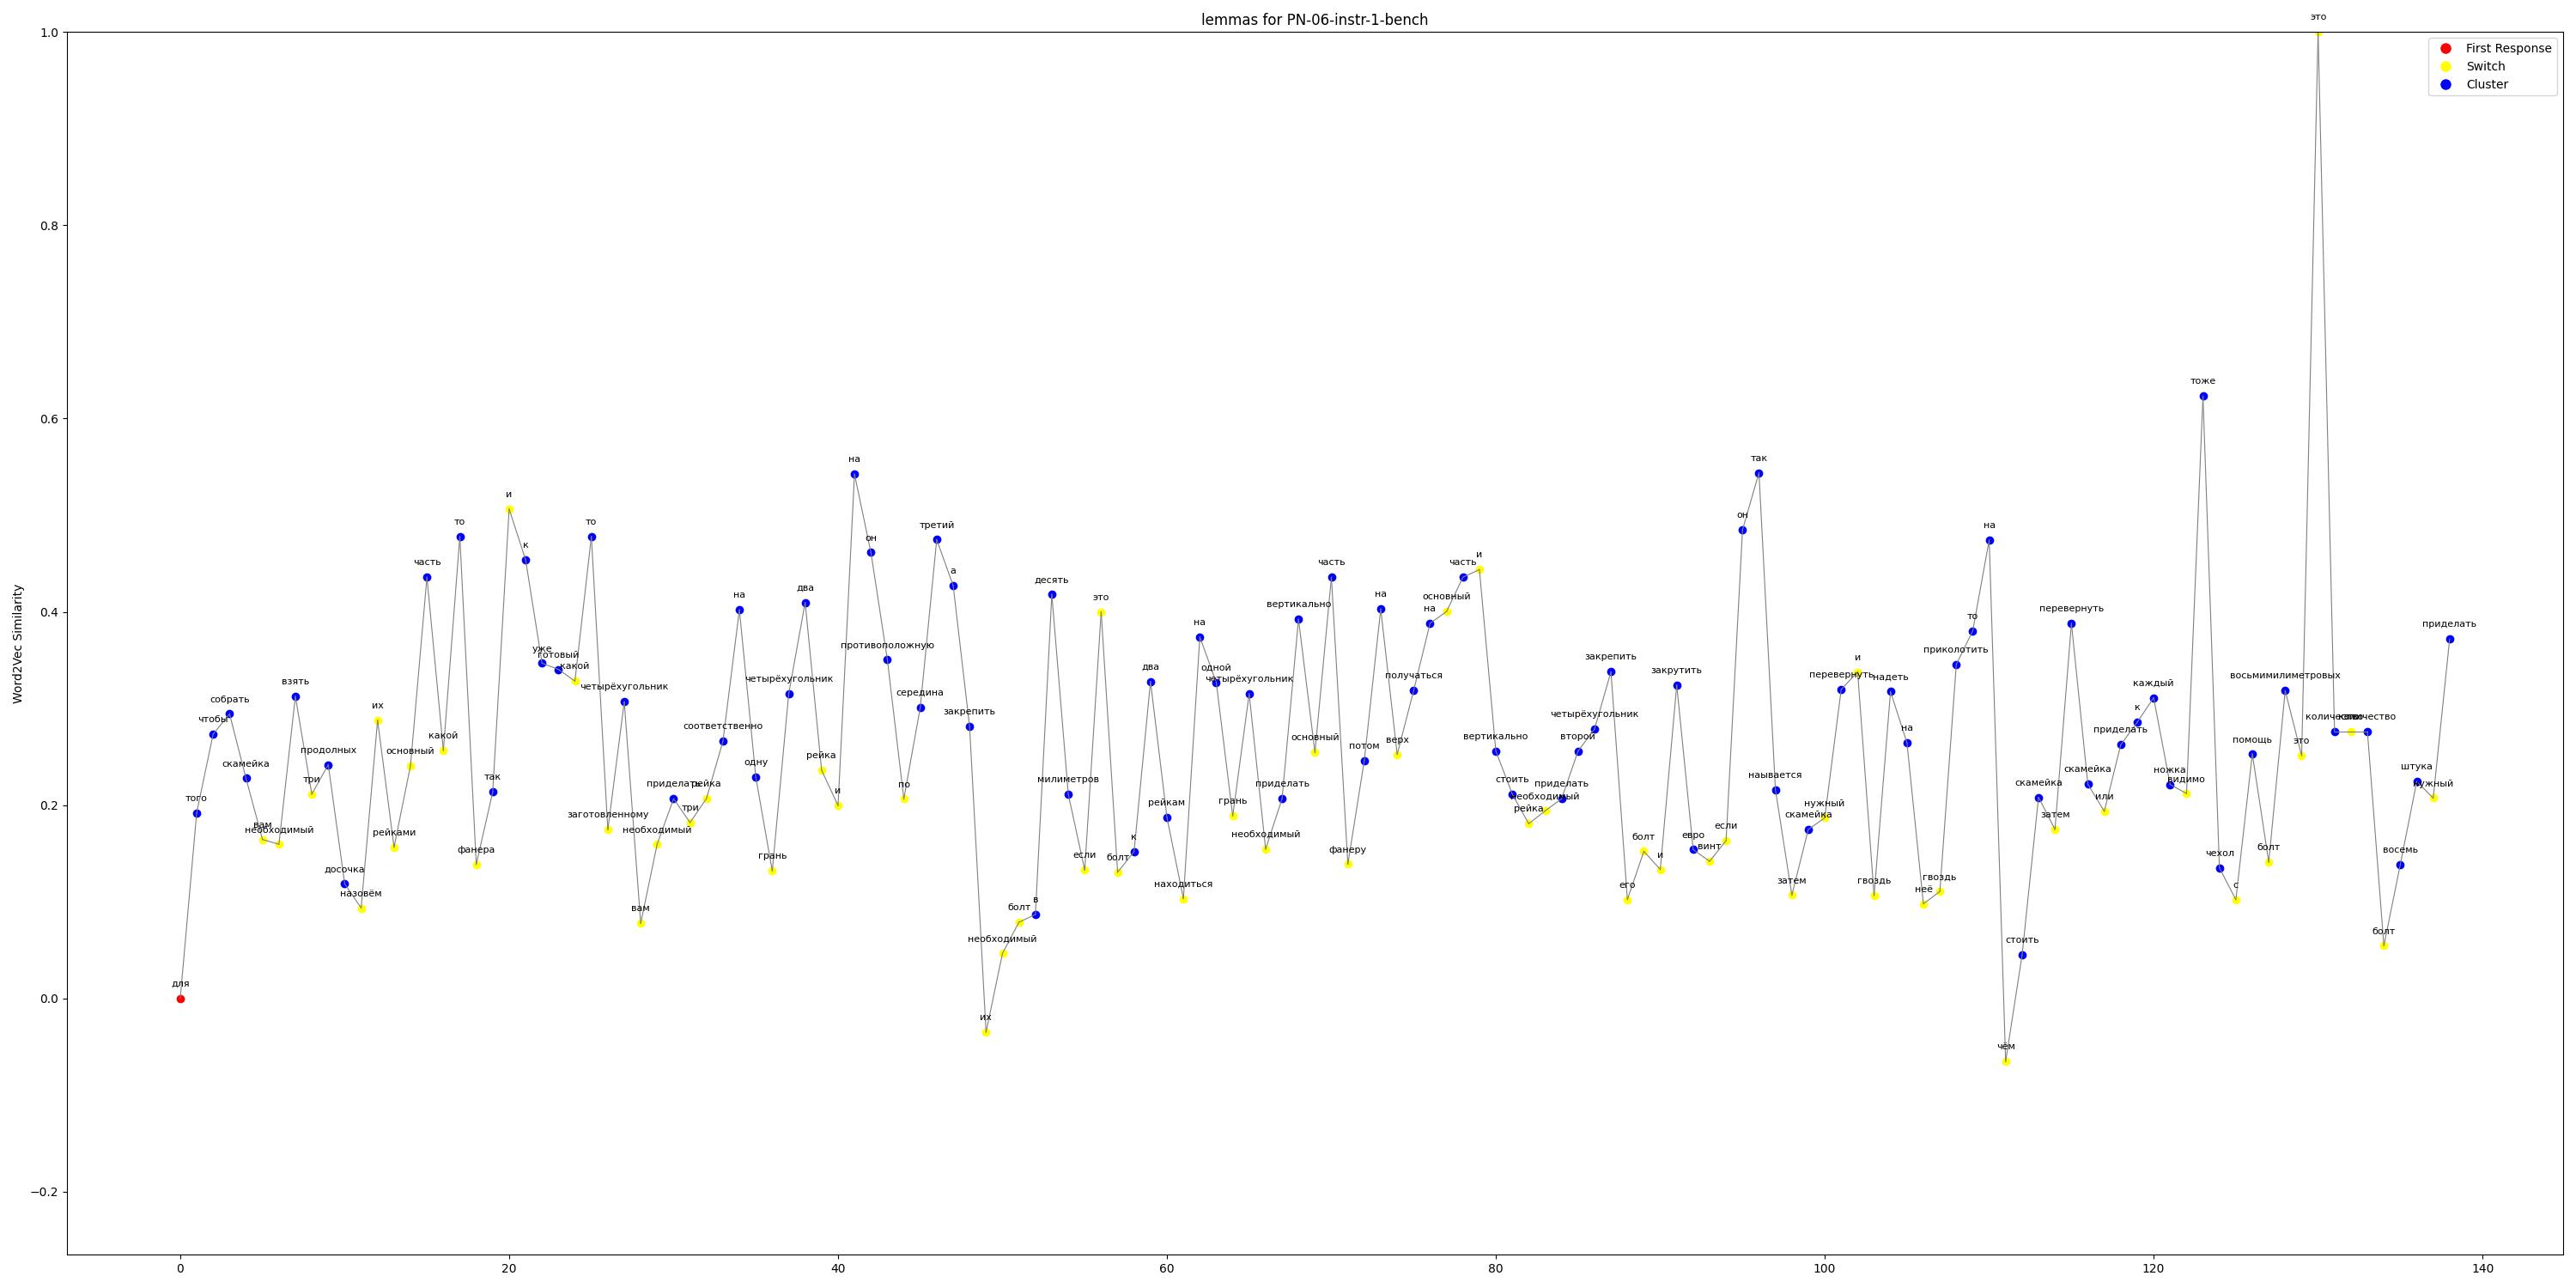 lemmas for PN-06-instr-1-bench
Word2Vec Similarity
1.0
0.8
0.6
0.4
0.2
0.0
−0.2
0
20
40
60
80
100
120
140
First Response
Switch
Cluster
для
того
чтобы
собрать
скамейка
вам
необходимый
взять
три
продолных
досочка
назовём
их
рейками
основный
часть
какой
то
фанера
так
и
к
уже
готовый
какой
то
заготовленному
четырёхугольник
вам
необходимый
приделать
три
рейка
соответственно
на
одну
грань
четырёхугольник
два
рейка
и
на
он
противоположную
по
середина
третий
а
закрепить
их
необходимый
болт
в
десять
милиметров
если
это
болт
к
два
рейкам
находиться
на
одной
грань
четырёхугольник
необходимый
приделать
вертикально
основный
часть
фанеру
потом
на
верх
получаться
на
основный
часть
и
вертикально
стоить
рейка
необходимый
приделать
второй
четырёхугольник
закрепить
его
болт
и
закрутить
евро
винт
если
он
так
наывается
затем
скамейка
нужный
перевернуть
и
гвоздь
надеть
на
неё
гвоздь
приколотить
то
на
чём
стоить
скамейка
затем
перевернуть
скамейка
или
приделать
к
каждый
ножка
видимо
тоже
чехол
с
помощь
болт
восьмимилиметровых
это
это
количество
количество
болт
восемь
штука
нужный
приделать